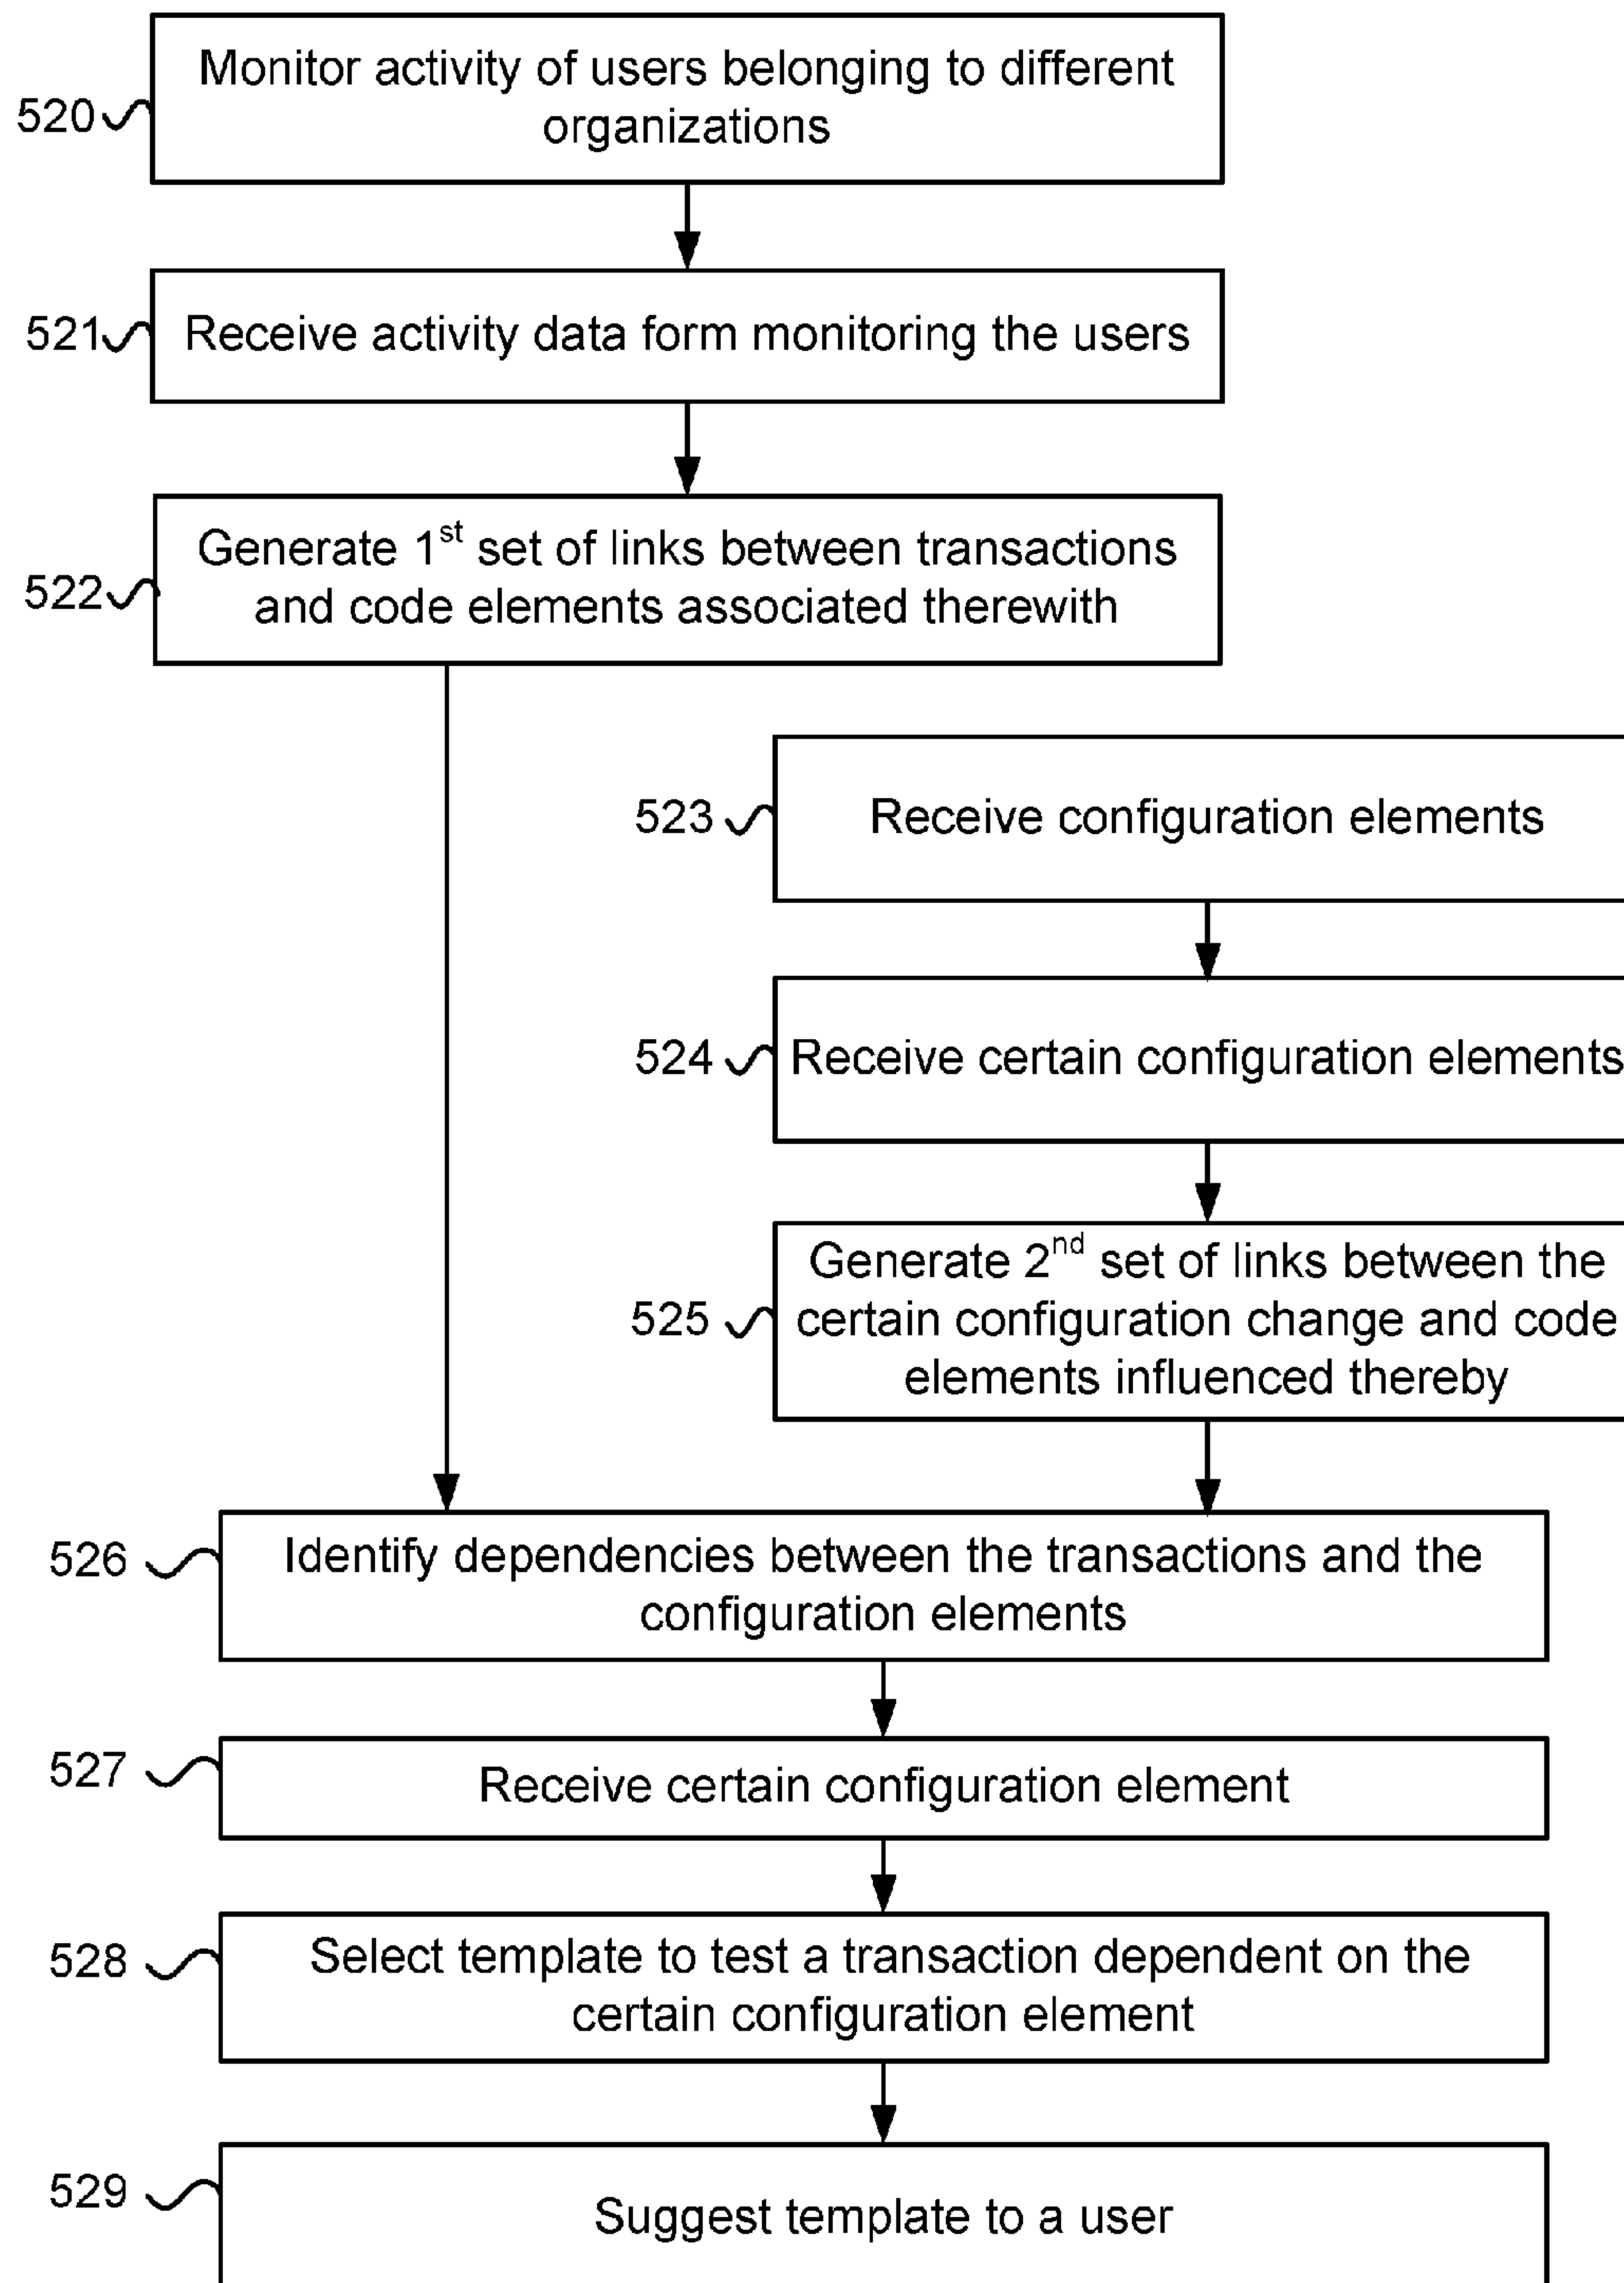 520
Monitor activity of users belonging to different
organizations
521
Receive activity data form monitoring the users
522
Generate 1st set of links between transactions
and code elements associated therewith
523
Receive configuration elements
524
Receive certain configuration elements
525
Generate 2nd set of links between the
certain configuration change and code
elements influenced thereby
526
Identify dependencies between the transactions and the
configuration elements
527
Receive certain configuration element
528
Select template to test a transaction dependent on the
certain configuration element
529
Suggest template to a user